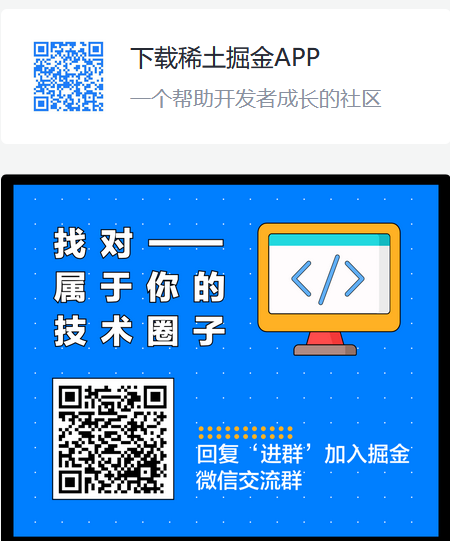 下载稀土掘金APP
一个帮助开发者成长的社区
找对——
属于你的
技术圈子
</>
回复‘进群’加入掘金
微信交流群